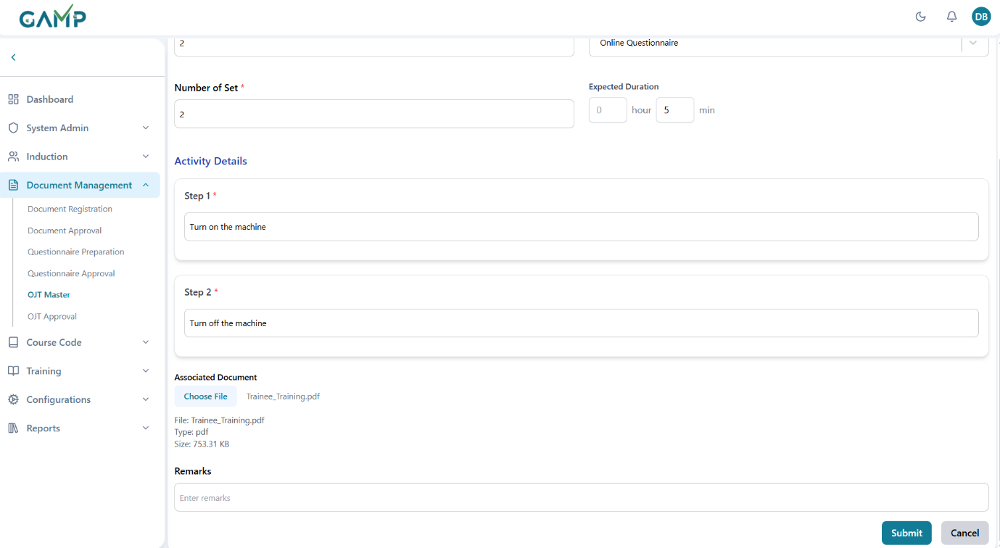 GAMP
DB
Dashboard
System Admin
Induction
Document Management
Document Registration
Document Approval
Questionnaire Preparation
Questionnaire Approval
OJT Master
OJT Approval
Course Code
Training
Configurations
Reports
2
Online Questionnaire
Number of Set *
2
Expected Duration
0 hour 5 min
Activity Details
Step 1 *
Turn on the machine
Step 2 *
Turn off the machine
Associated Document
Choose File Trainee_Training.pdf
File: Trainee_Training.pdf
Type: pdf
Size: 753.31 KB
Remarks
Enter remarks
Submit Cancel